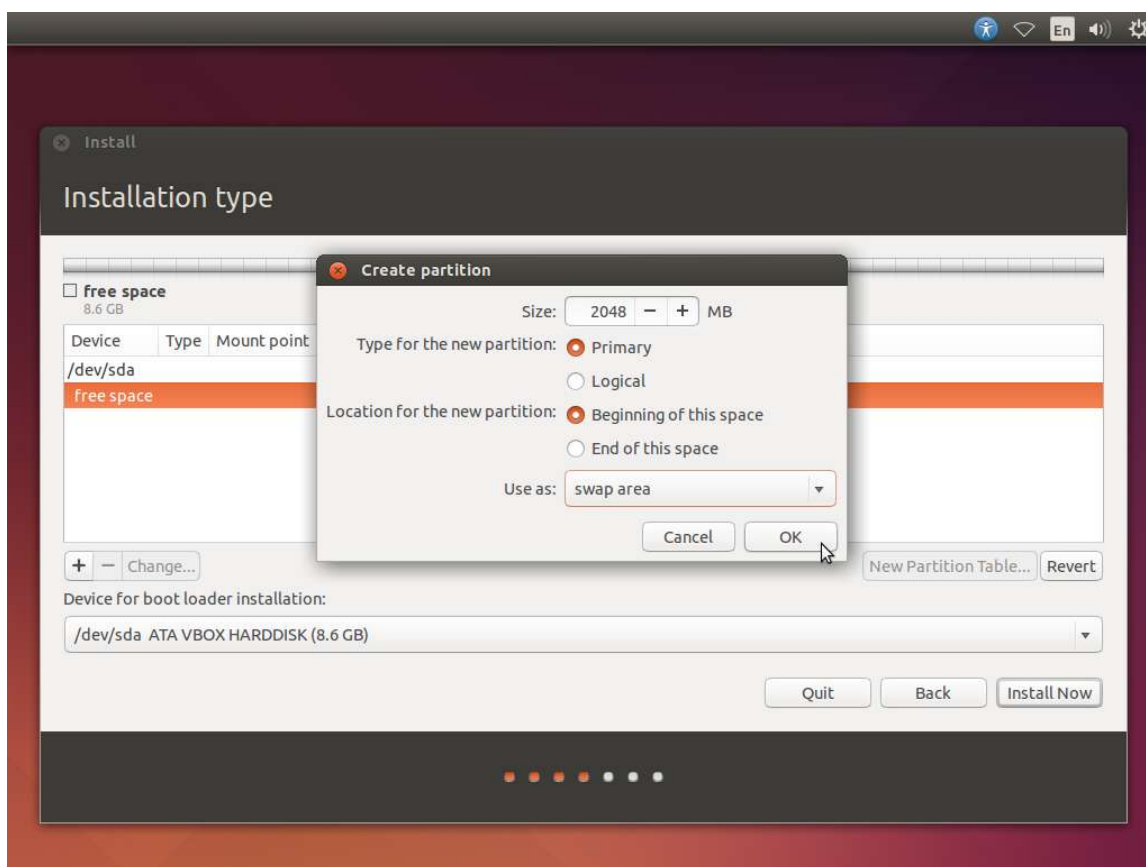 En
Install
Installation type
Create partition
free space
8.6 GB
Size: 2048 − + MB
Device Type Mount point
Type for the new partition: Primary
/dev/sda
Logical
free space
Location for the new partition: Beginning of this space
End of this space
Use as: swap area
Cancel OK
+ − Change... New Partition Table... Revert
Device for boot loader installation:
/dev/sda ATA VBOX HARDDISK (8.6 GB)
Quit Back Install Now